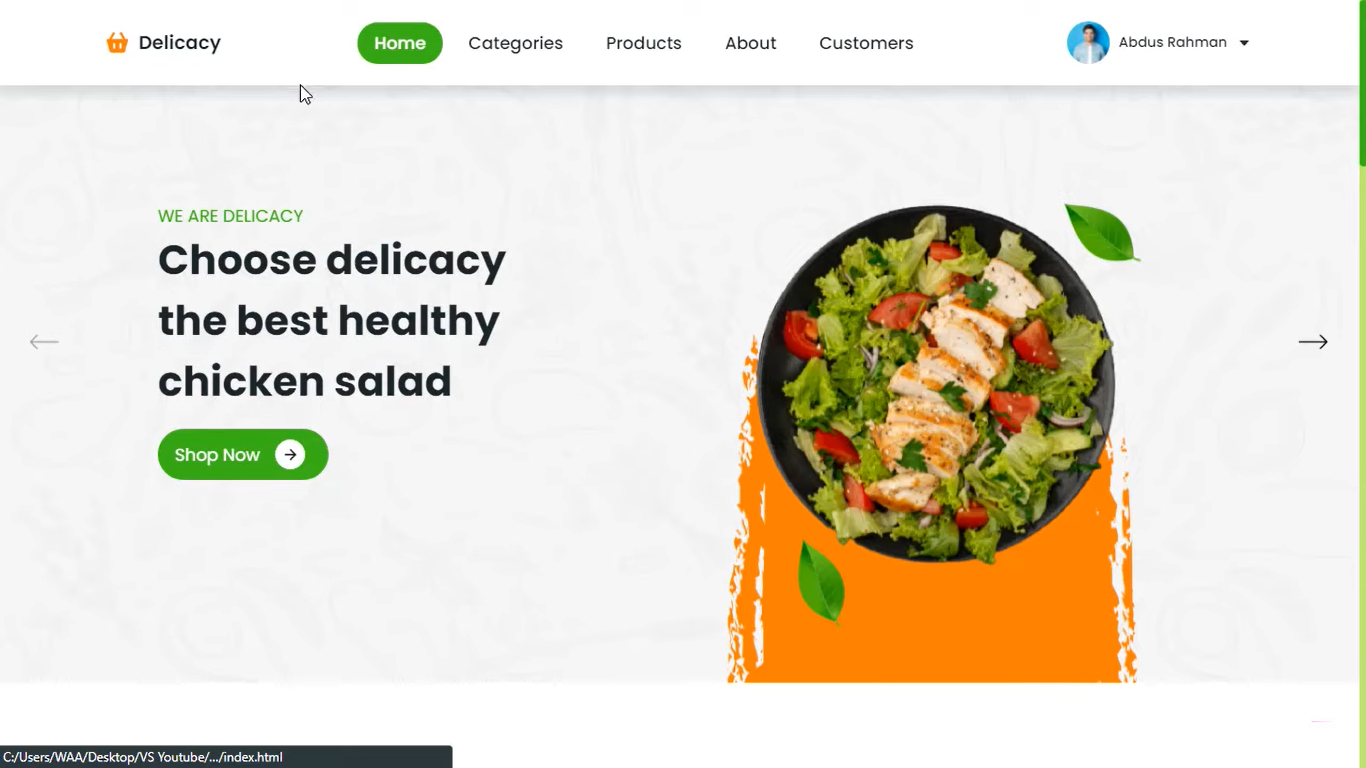 Delicacy
Home
Categories
Products
About
Customers
Abdus Rahman
WE ARE DELICACY
Choose delicacy
the best healthy
chicken salad
Shop Now
C:/Users/WAA/Desktop/VS Youtube/.../index.html